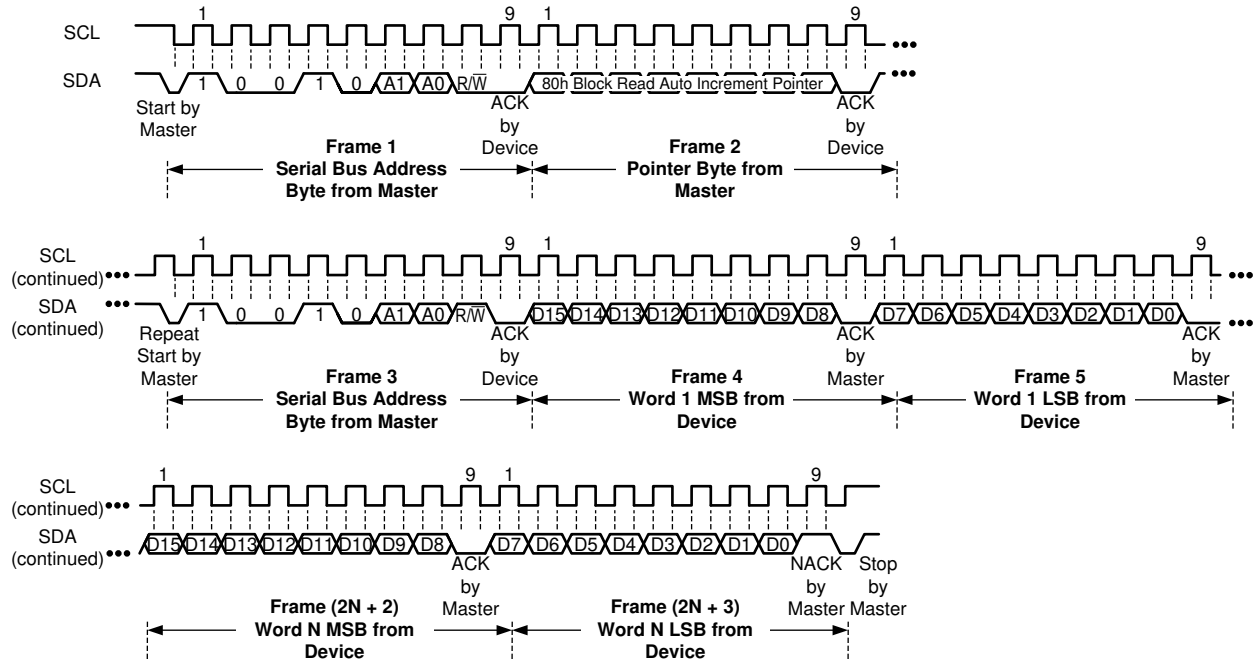 1 9 1 9
SCL
SDA
1 0 0 1 0 A1 A0 R/W̅ 80h Block Read Auto Increment Pointer
Start by
Master
ACK
by
Device
ACK
by
Device
Frame 1
Serial Bus Address
Byte from Master
Frame 2
Pointer Byte from
Master
1 9 1 9 1 9
SCL
(continued)
SDA
(continued)
1 0 0 1 0 A1 A0 R/W̅ D15 D14 D13 D12 D11 D10 D9 D8 D7 D6 D5 D4 D3 D2 D1 D0
Repeat
Start by
Master
ACK
by
Device
ACK
by
Master
ACK
by
Master
Frame 3
Serial Bus Address
Byte from Master
Frame 4
Word 1 MSB from
Device
Frame 5
Word 1 LSB from
Device
1 9 1 9
SCL
(continued)
SDA
(continued)
D15 D14 D13 D12 D11 D10 D9 D8 D7 D6 D5 D4 D3 D2 D1 D0
ACK
by
Master
NACK
by
Master
Stop
by
Master
Frame (2N + 2)
Word N MSB from
Device
Frame (2N + 3)
Word N LSB from
Device